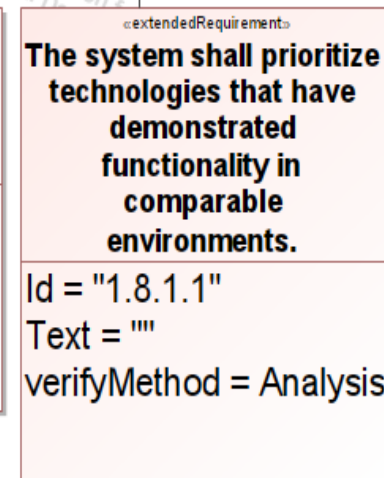 «extendedRequirement»
The system shall prioritize
technologies that have
demonstrated
functionality in
comparable
environments.
Id = "1.8.1.1"
Text = ""
verifyMethod = Analysis